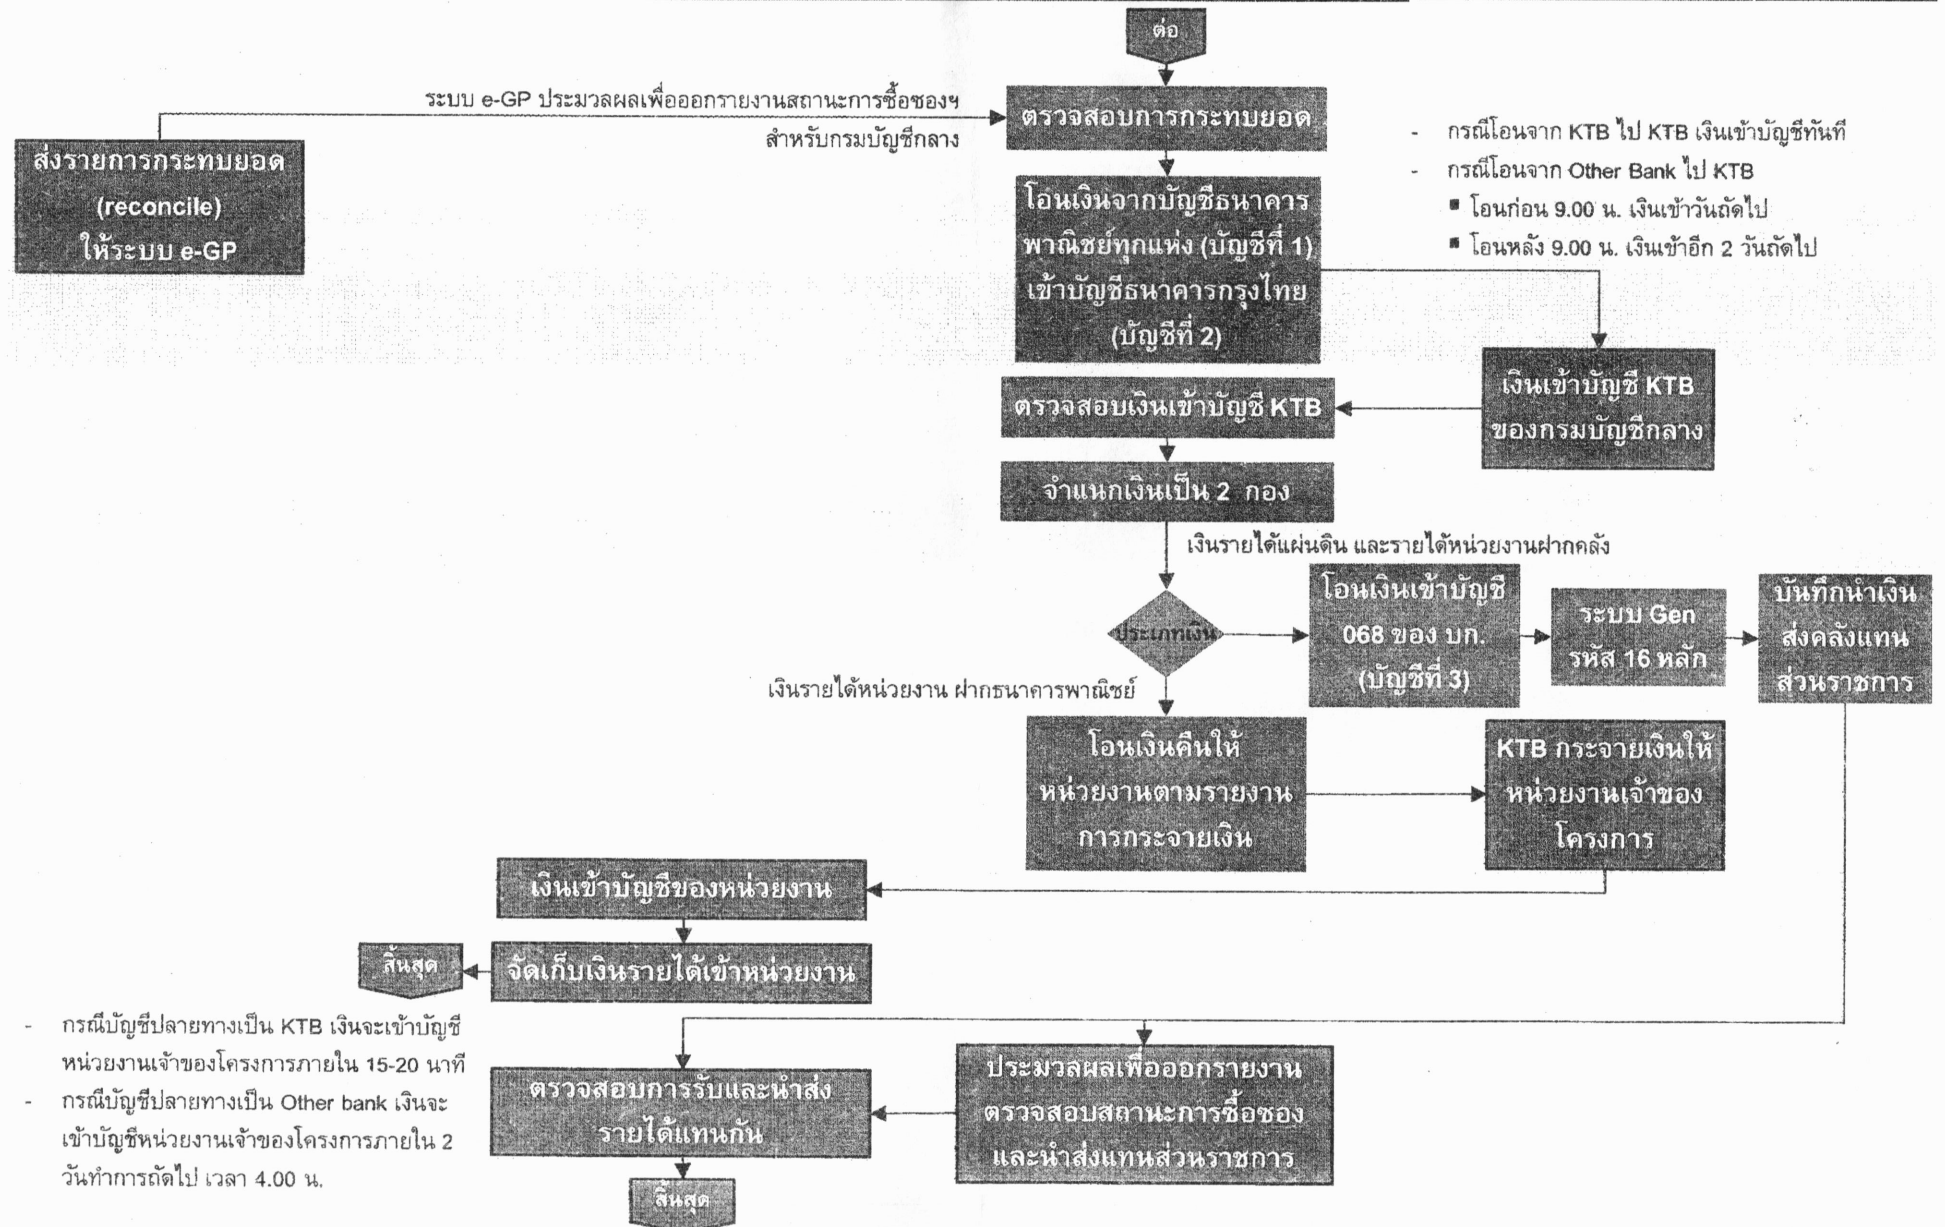 ต่อ
ระบบ e-GP ประมวลผลเพื่อออกรายงานสถานะการซื้อซองฯ
สำหรับกรมบัญชีกลาง
ส่งรายการกระทบยอด
(reconcile)
ให้ระบบ e-GP
ตรวจสอบการกระทบยอด
- กรณีโอนจาก KTB ไป KTB เงินเข้าบัญชีทันที
- กรณีโอนจาก Other Bank ไป KTB
▪ โอนก่อน 9.00 น. เงินเข้าวันถัดไป
▪ โอนหลัง 9.00 น. เงินเข้าอีก 2 วันถัดไป
โอนเงินจากบัญชีธนาคาร
พาณิชย์ทุกแห่ง (บัญชีที่ 1)
เข้าบัญชีธนาคารกรุงไทย
(บัญชีที่ 2)
เงินเข้าบัญชี KTB
ของกรมบัญชีกลาง
ตรวจสอบเงินเข้าบัญชี KTB
จำแนกเงินเป็น 2 กอง
เงินรายได้แผ่นดิน และรายได้หน่วยงานฝากคลัง
ประเภทเงิน
โอนเงินเข้าบัญชี
068 ของ บก.
(บัญชีที่ 3)
ระบบ Gen
รหัส 16 หลัก
บันทึกนำเงิน
ส่งคลังแทน
ส่วนราชการ
เงินรายได้หน่วยงาน ฝากธนาคารพาณิชย์
โอนเงินคืนให้
หน่วยงานตามรายงาน
การกระจายเงิน
KTB กระจายเงินให้
หน่วยงานเจ้าของ
โครงการ
เงินเข้าบัญชีของหน่วยงาน
จัดเก็บเงินรายได้เข้าหน่วยงาน
สิ้นสุด
- กรณีบัญชีปลายทางเป็น KTB เงินจะเข้าบัญชี
หน่วยงานเจ้าของโครงการภายใน 15-20 นาที
- กรณีบัญชีปลายทางเป็น Other bank เงินจะ
เข้าบัญชีหน่วยงานเจ้าของโครงการภายใน 2
วันทำการถัดไป เวลา 4.00 น.
ตรวจสอบการรับและนำส่ง
รายได้แทนกัน
ประมวลผลเพื่อออกรายงาน
ตรวจสอบสถานะการซื้อซอง
และนำส่งแทนส่วนราชการ
สิ้นสุด